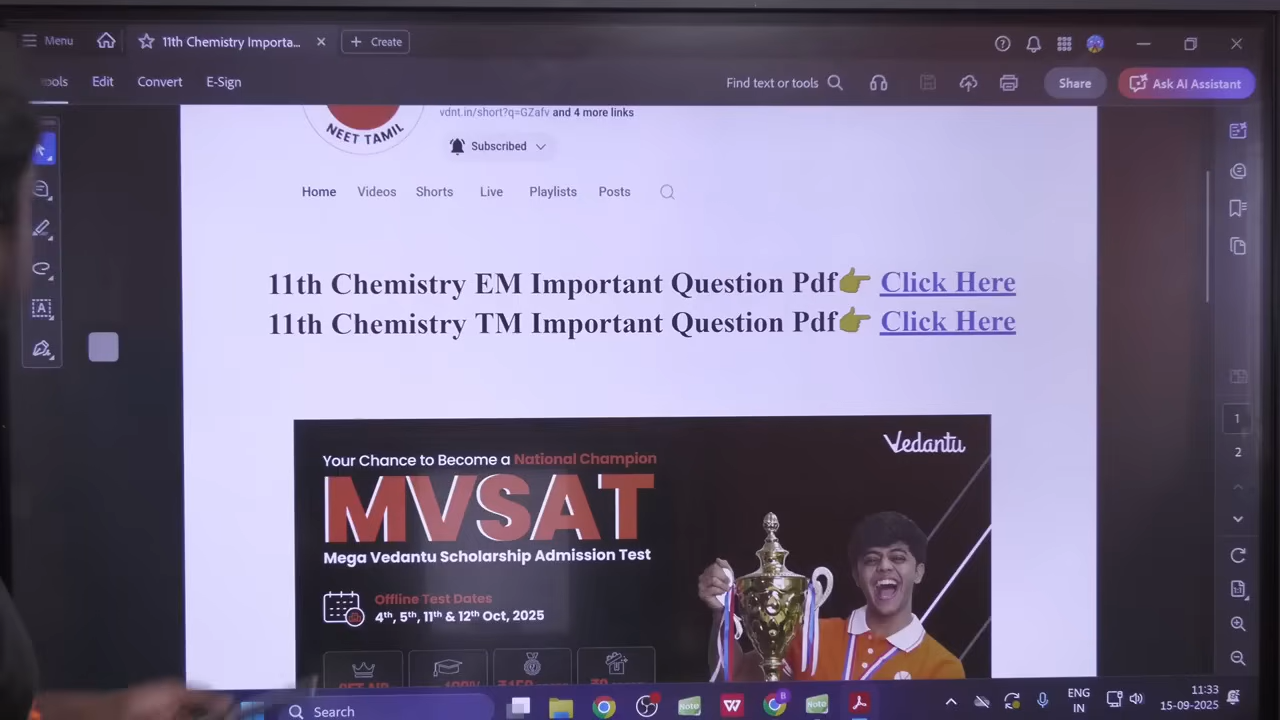 Menu
11th Chemistry Importa...
Create
ools
Edit
Convert
E-Sign
Find text or tools
Share
Ask AI Assistant
NEET TAMIL
vdnt.in/short?q=GZafv and 4 more links
Subscribed
Home
Videos
Shorts
Live
Playlists
Posts
11th Chemistry EM Important Question Pdf👉 Click Here
11th Chemistry TM Important Question Pdf👉 Click Here
Vedantu
Your Chance to Become a National Champion
MVSAT
Mega Vedantu Scholarship Admission Test
Offline Test Dates
4th, 5th, 11th & 12th Oct, 2025
1
2
Search
Note
W
Note
ENG
IN
11:33
15-09-2025